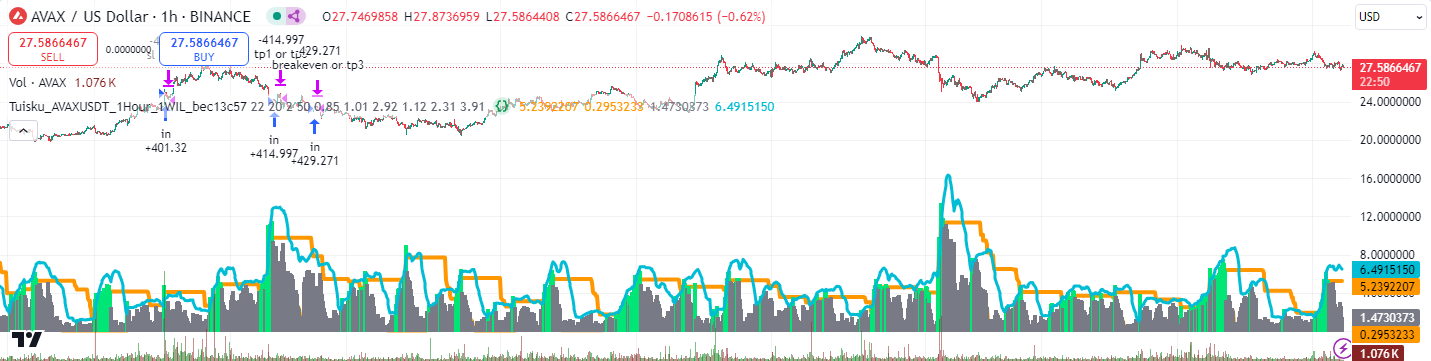 AVAX / US Dollar · 1h · BINANCE
O27.7469858 H27.8736959 L27.5864408 C27.5866467 −0.1708615 (−0.62%)
USD
27.5866467
SELL
0.0000000
27.5866467
BUY
-414.997
tp1 or
-429.271
breakeven or tp3
Vol · AVAX 1.076 K
Tuisku_AVAXUSDT_1Hour_1WIL_bec13c57 22 20 2 50 0.85 1.01 2.92 1.12 2.31 3.91 5.2392207 0.2953233 1.4730373 6.4915150
in
+401.32
in
+414.997
in
+429.271
27.5866467
22:50
24.0000000
20.0000000
16.0000000
12.0000000
8.0000000
6.4915150
5.2392207
1.4730373
0.2953233
1.076 K